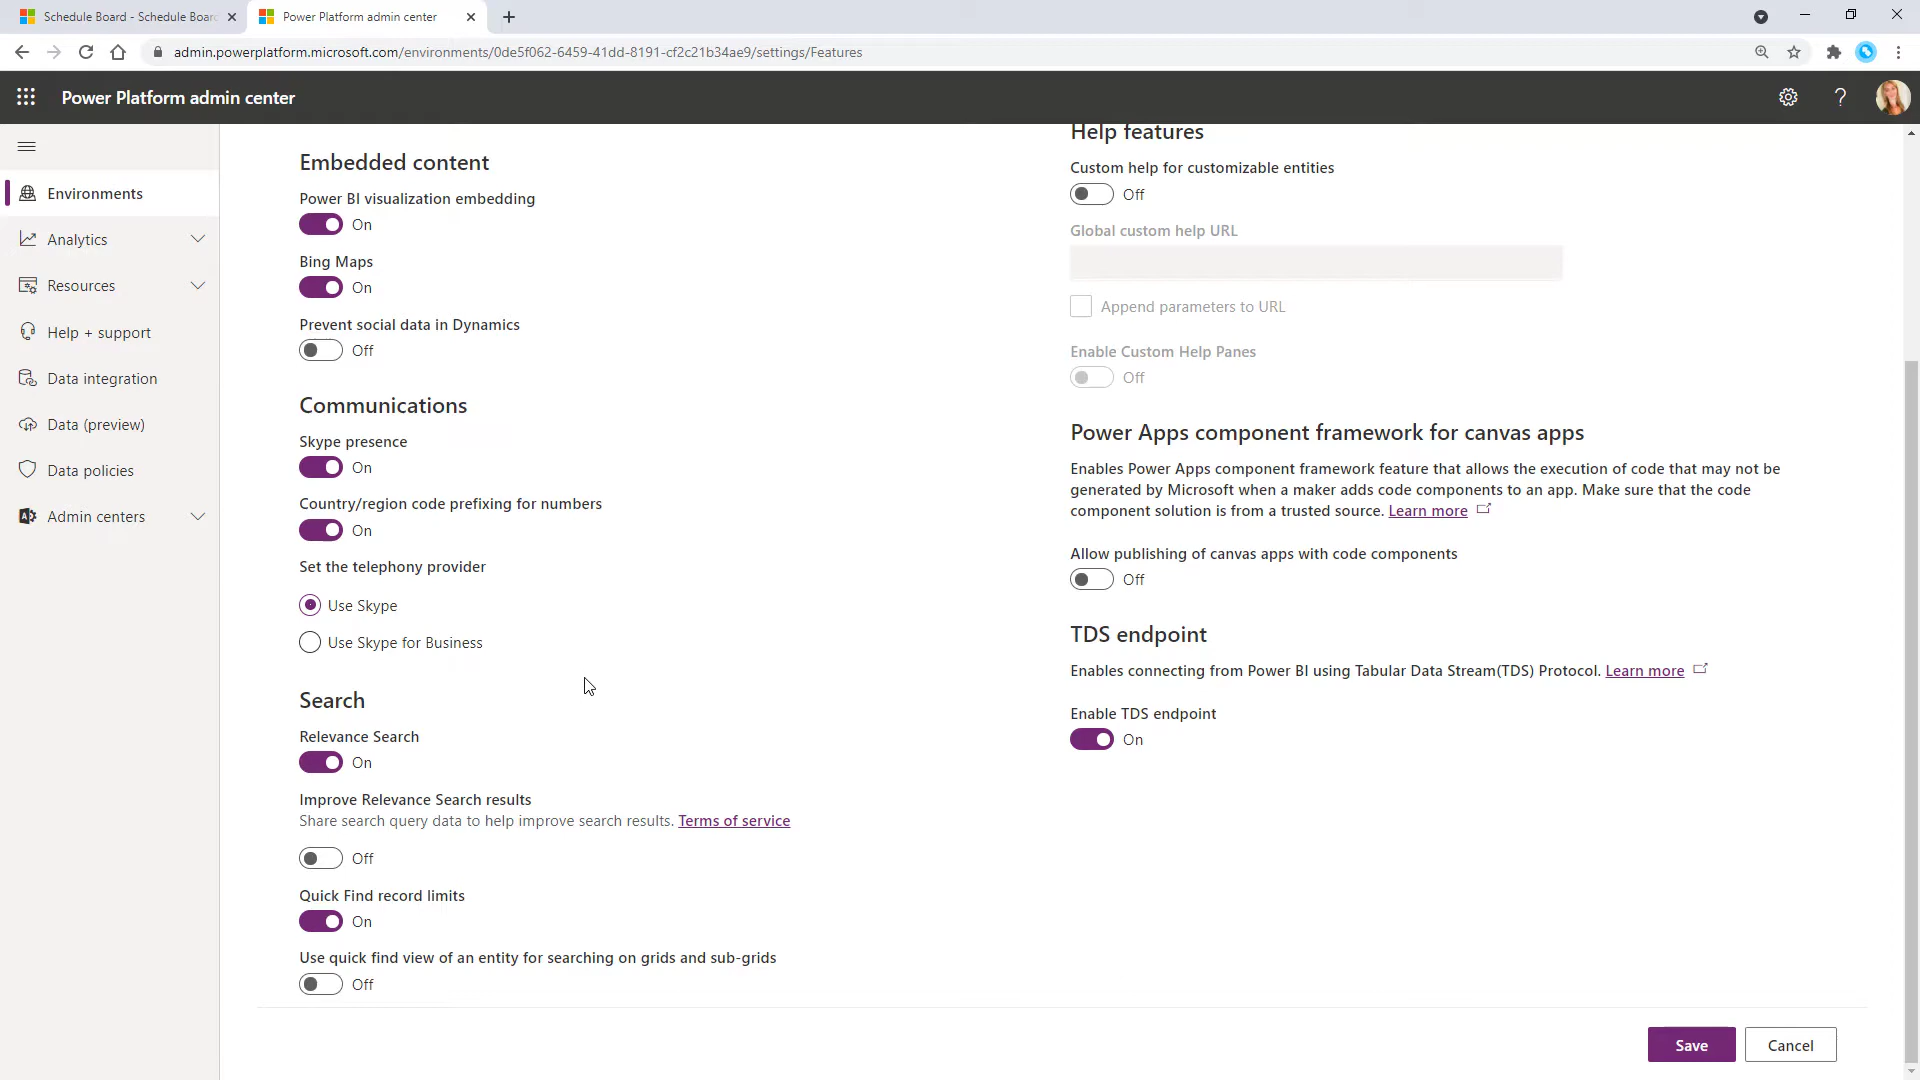 Schedule Board - Schedule Boar
Power Platform admin center
admin.powerplatform.microsoft.com/environments/0de5f062-6459-41dd-8191-cf2c21b34ae9/settings/Features
Power Platform admin center
Environments
Analytics
Resources
Help + support
Data integration
Data (preview)
Data policies
Admin centers
Embedded content
Power BI visualization embedding
On
Bing Maps
On
Prevent social data in Dynamics
Off
Communications
Skype presence
On
Country/region code prefixing for numbers
On
Set the telephony provider
Use Skype
Use Skype for Business
Search
Relevance Search
On
Improve Relevance Search results
Share search query data to help improve search results. Terms of service
Off
Quick Find record limits
On
Use quick find view of an entity for searching on grids and sub-grids
Off
Help features
Custom help for customizable entities
Off
Global custom help URL
Append parameters to URL
Enable Custom Help Panes
Off
Power Apps component framework for canvas apps
Enables Power Apps component framework feature that allows the execution of code that may not be
generated by Microsoft when a maker adds code components to an app. Make sure that the code
component solution is from a trusted source. Learn more
Allow publishing of canvas apps with code components
Off
TDS endpoint
Enables connecting from Power BI using Tabular Data Stream(TDS) Protocol. Learn more
Enable TDS endpoint
On
Save
Cancel